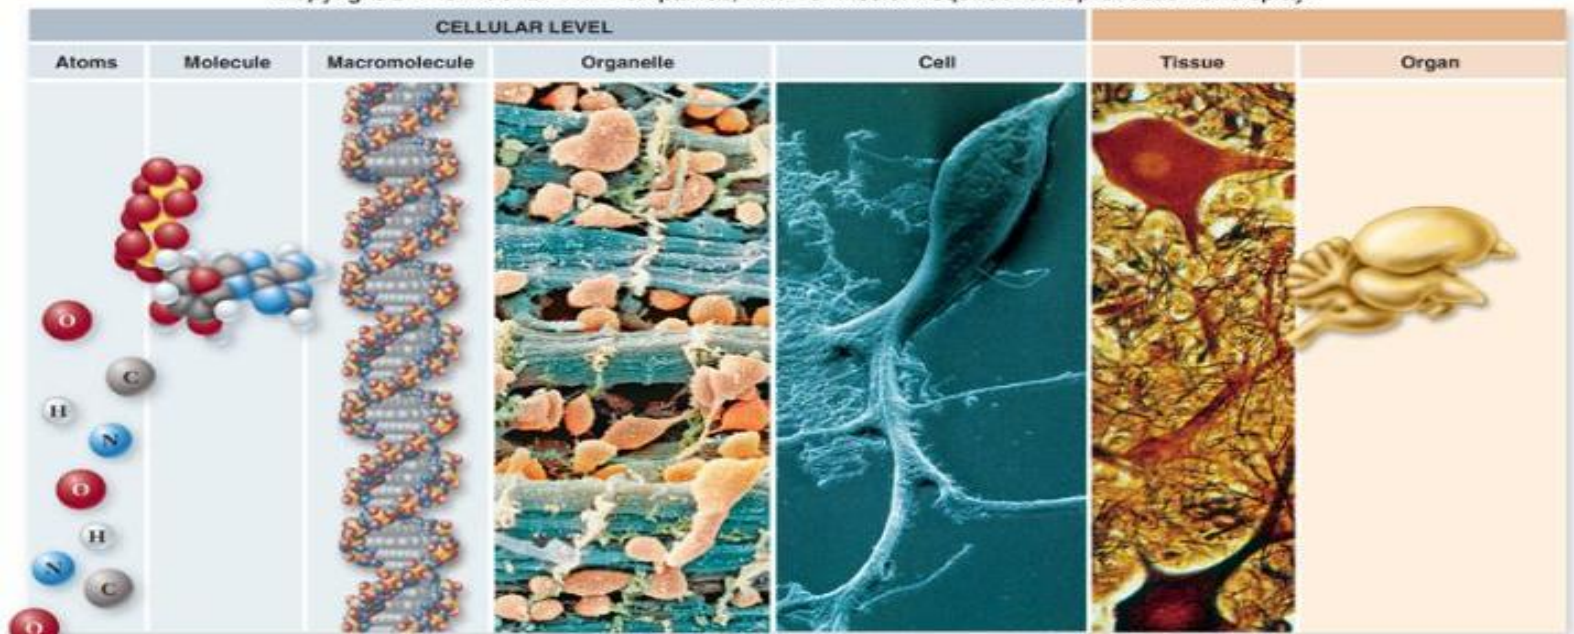 CELLULAR LEVEL
Atoms Molecule Macromolecule Organelle Cell Tissue Organ
O
C
H
N
O
H
N
C
O